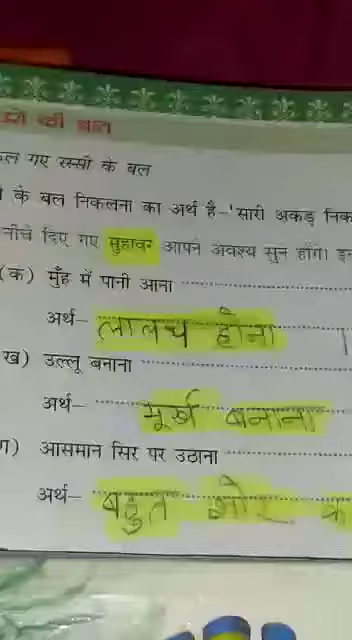 की बात
गए रस्सी के बल
के बल निकलना का अर्थ है-'सारी अकड़
नीचे दिए गए मुहावरे आपने अवश्य सुन होंगे।
(क) मुँह में पानी आना
अर्थ- लालच होना
ख) उल्लू बनाना
अर्थ- मूर्ख बनाना
ग) आसमान सिर पर उठाना
अर्थ- बहुत शोर